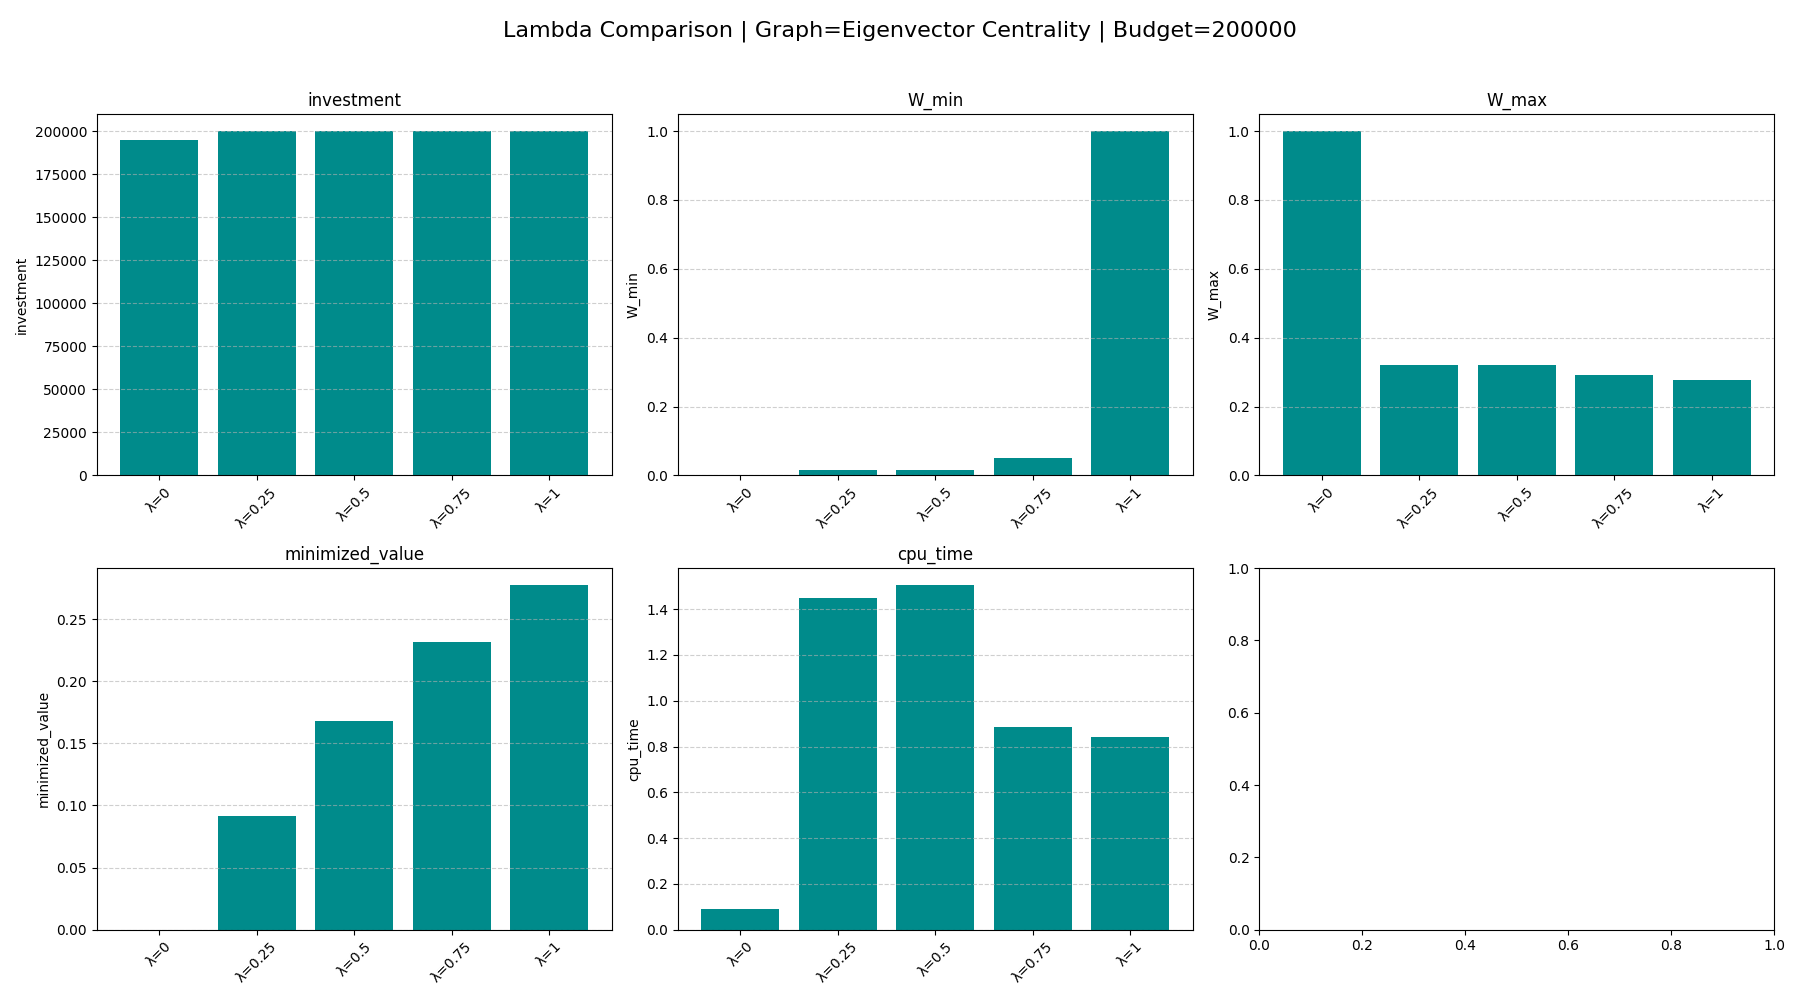 Lambda Comparison | Graph=Eigenvector Centrality | Budget=200000
investment
200000
175000
150000
125000
100000
75000
50000
25000
0
investment
λ=0
λ=0.25
λ=0.5
λ=0.75
λ=1
W_min
1.0
0.8
0.6
0.4
0.2
0.0
W_min
λ=0
λ=0.25
λ=0.5
λ=0.75
λ=1
W_max
1.0
0.8
0.6
0.4
0.2
0.0
W_max
λ=0
λ=0.25
λ=0.5
λ=0.75
λ=1
minimized_value
0.25
0.20
0.15
0.10
0.05
0.00
minimized_value
λ=0
λ=0.25
λ=0.5
λ=0.75
λ=1
cpu_time
1.4
1.2
1.0
0.8
0.6
0.4
0.2
0.0
cpu_time
λ=0
λ=0.25
λ=0.5
λ=0.75
λ=1
1.0
0.8
0.6
0.4
0.2
0.0
0.0 0.2 0.4 0.6 0.8 1.0